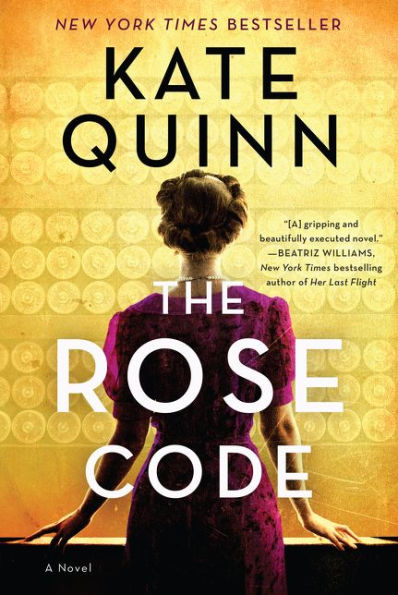 NEW YORK TIMES BESTSELLER
KATE
QUINN
“[A] gripping and
beautifully executed novel.”
—BEATRIZ WILLIAMS,
New York Times bestselling
author of Her Last Flight
THE
ROSE
CODE
A Novel